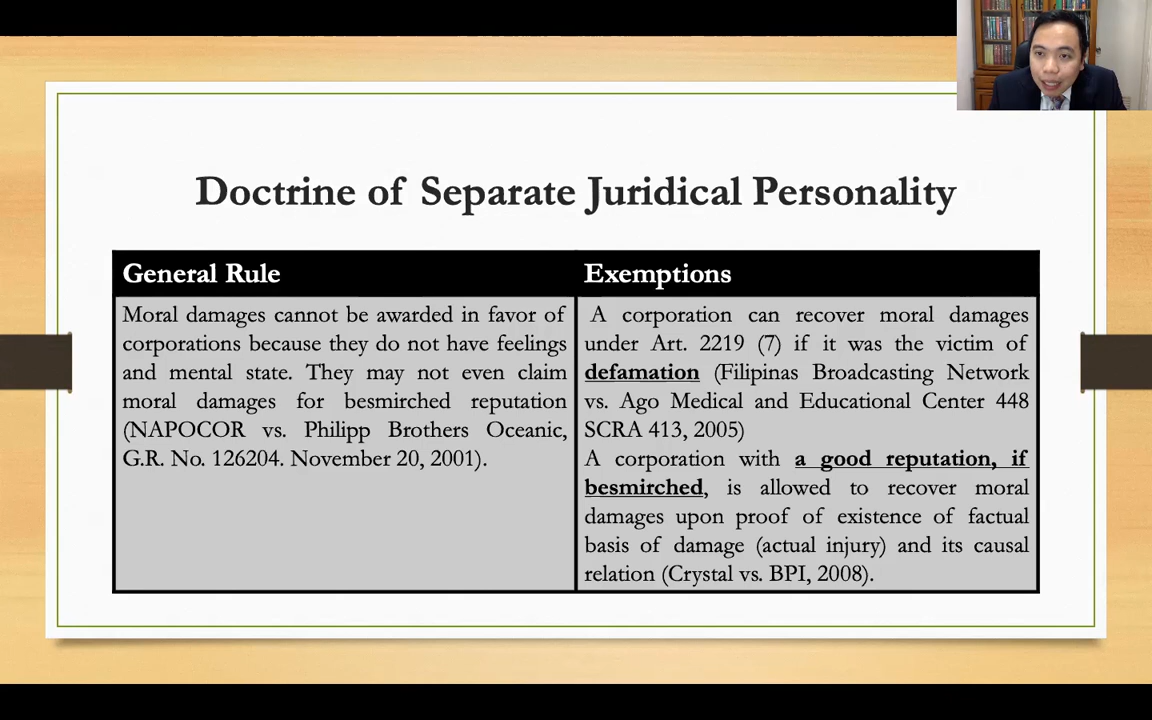 Doctrine of Separate Juridical Personality
General Rule
Moral damages cannot be awarded in favor of
corporations because they do not have feelings
and mental state. They may not even claim
moral damages for besmirched reputation
(NAPOCOR vs. Philipp Brothers Oceanic,
G.R. No. 126204. November 20, 2001).
Exemptions
A corporation can recover moral damages
under Art. 2219 (7) if it was the victim of
defamation (Filipinas Broadcasting Network
vs. Ago Medical and Educational Center 448
SCRA 413, 2005)
A corporation with a good reputation, if
besmirched, is allowed to recover moral
damages upon proof of existence of factual
basis of damage (actual injury) and its causal
relation (Crystal vs. BPI, 2008).